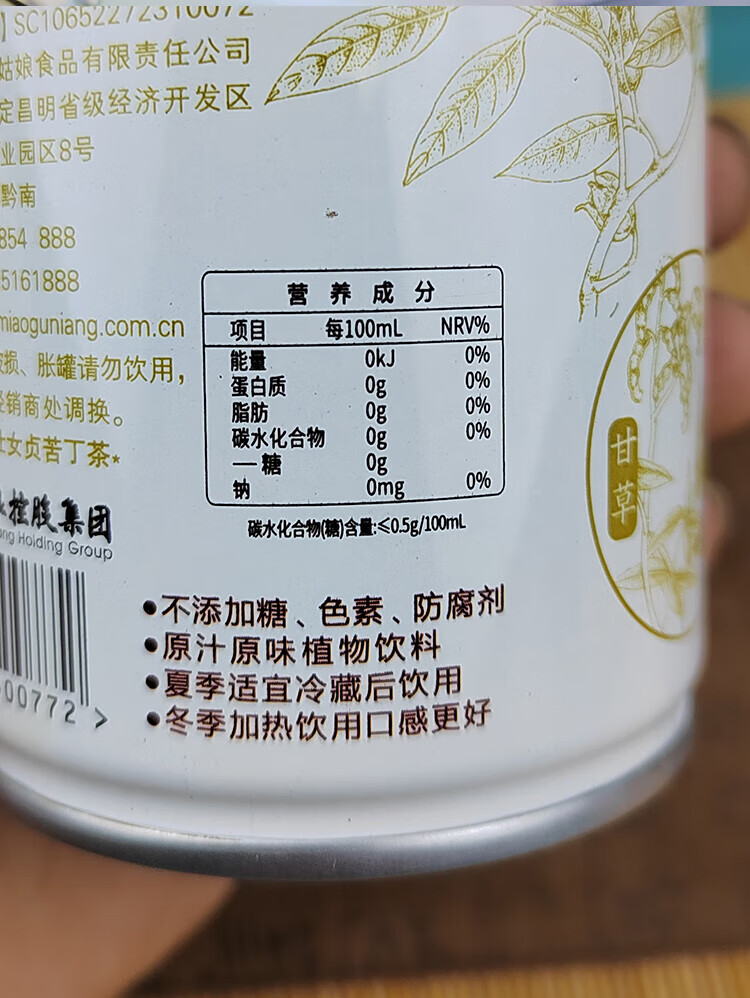 】SC10652272310072
姑娘食品有限责任公司
定昌明省级经济开发区
业园区8号
黔南
854 888
5161888
miaoguniang.com.cn
损、胀罐请勿饮用，
经销商处调换。
女贞苦丁茶*
控股集团
ong Holding Group
00772 >
营养成分
项目 每100mL NRV%
能量 0kJ 0%
蛋白质 0g 0%
脂肪 0g 0%
碳水化合物 0g 0%
—糖 0g
钠 0mg 0%
碳水化合物(糖)含量:≤0.5g/100mL
•不添加糖、色素、防腐剂
•原汁原味植物饮料
•夏季适宜冷藏后饮用
•冬季加热饮用口感更好
甘草